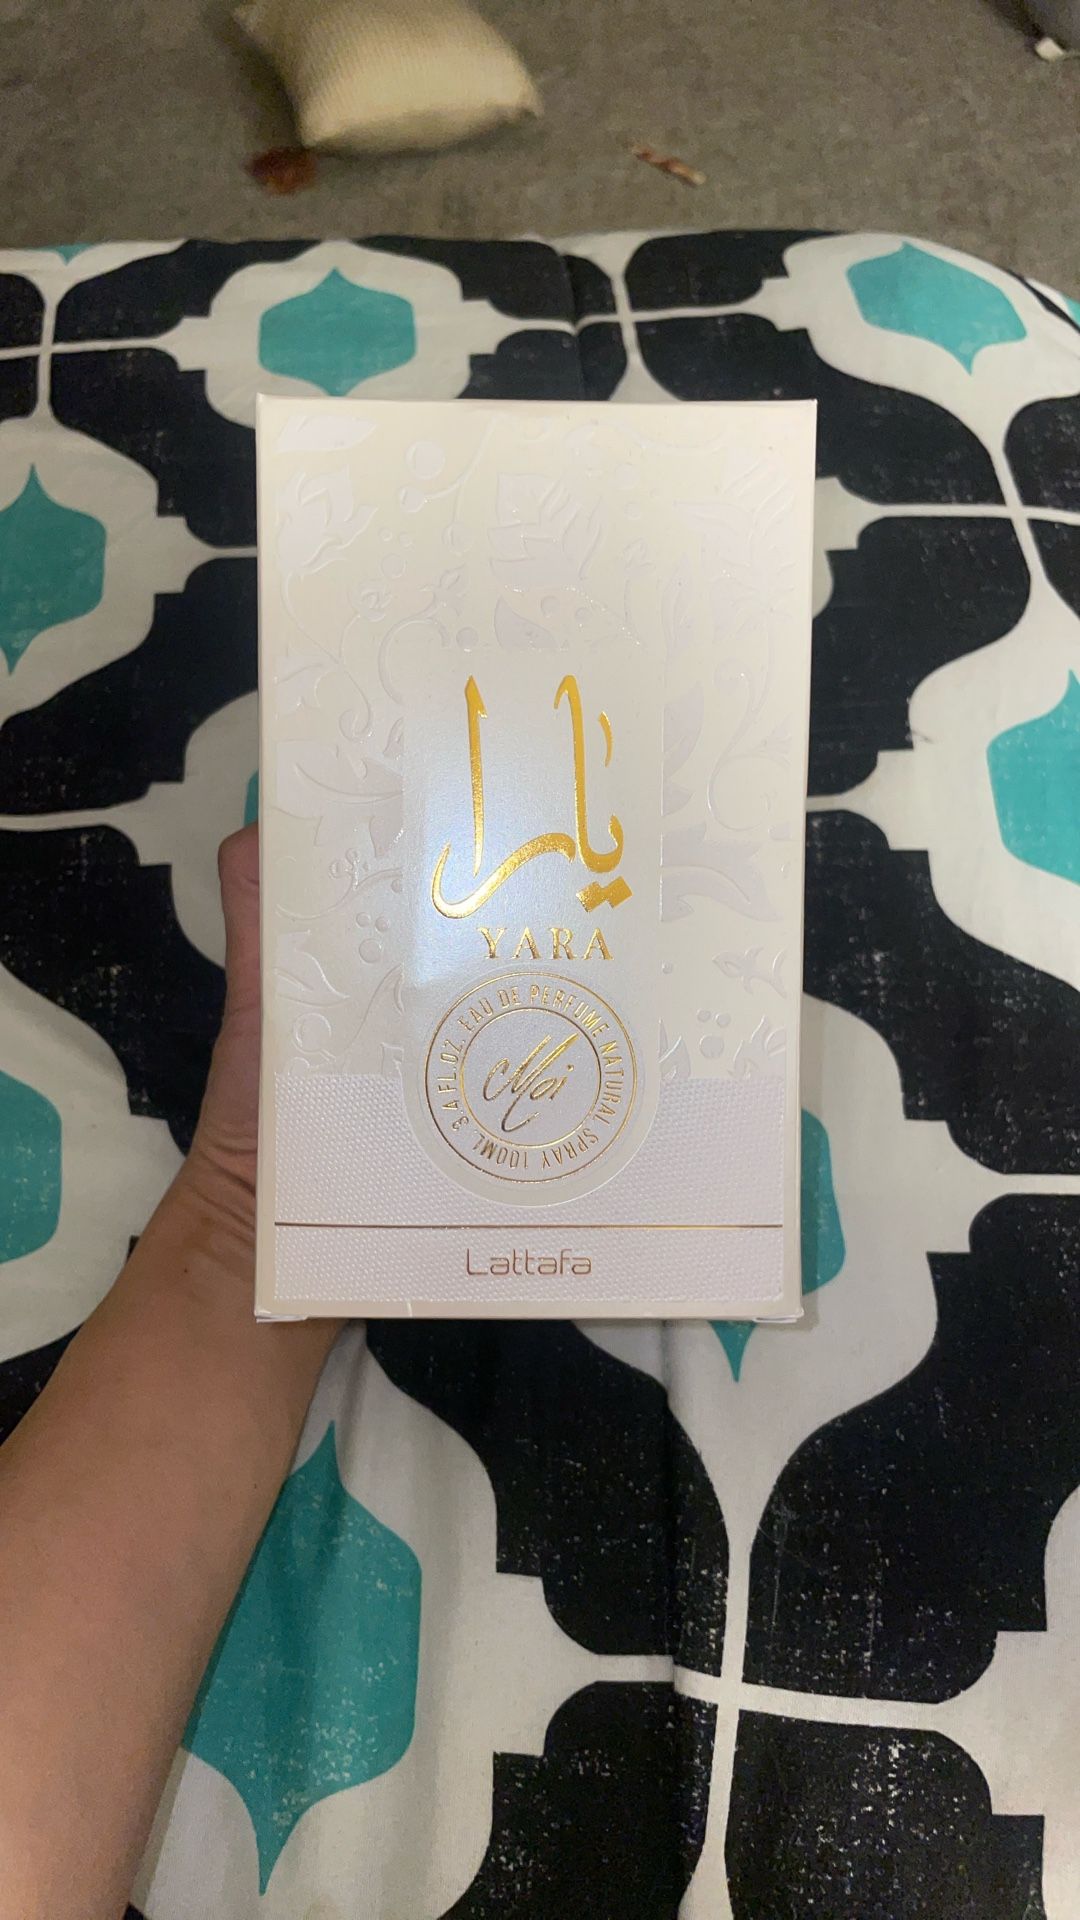 يارا
YARA
EAU DE PERFUME NATURAL SPRAY 100ML. 3.4 FL.OZ.
Moi
Lattafa